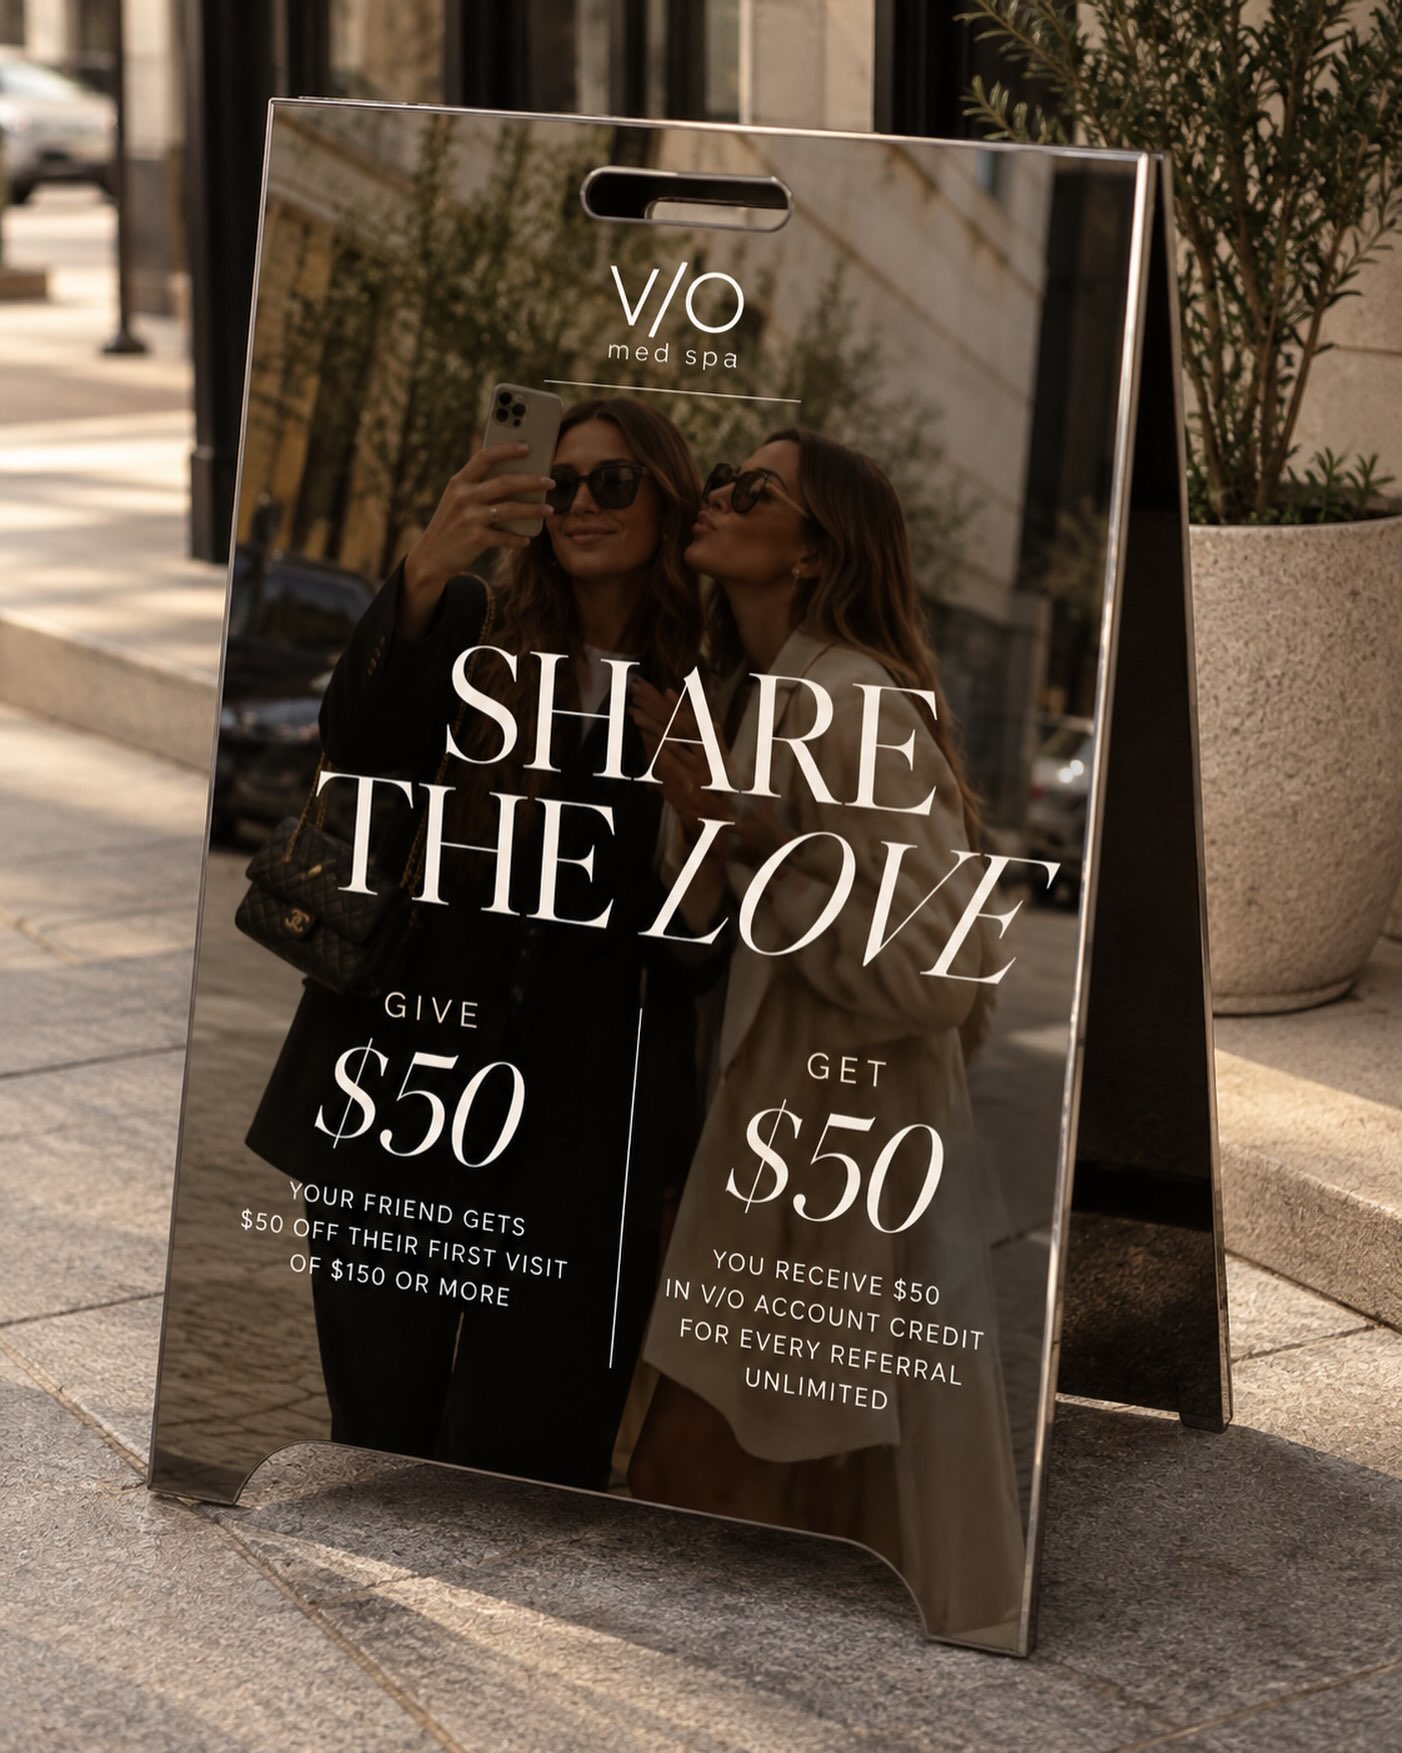 V/O
med spa
SHARE
THE LOVE
GIVE
$50
YOUR FRIEND GETS
$50 OFF THEIR FIRST VISIT
OF $150 OR MORE
GET
$50
YOU RECEIVE $50
IN V/O ACCOUNT CREDIT
FOR EVERY REFERRAL
UNLIMITED